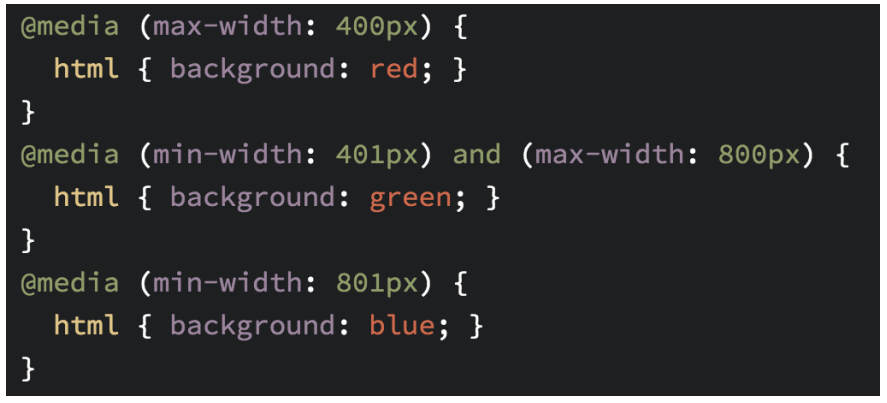 @media (max-width: 400px) {
  html { background: red; }
}
@media (min-width: 401px) and (max-width: 800px) {
  html { background: green; }
}
@media (min-width: 801px) {
  html { background: blue; }
}